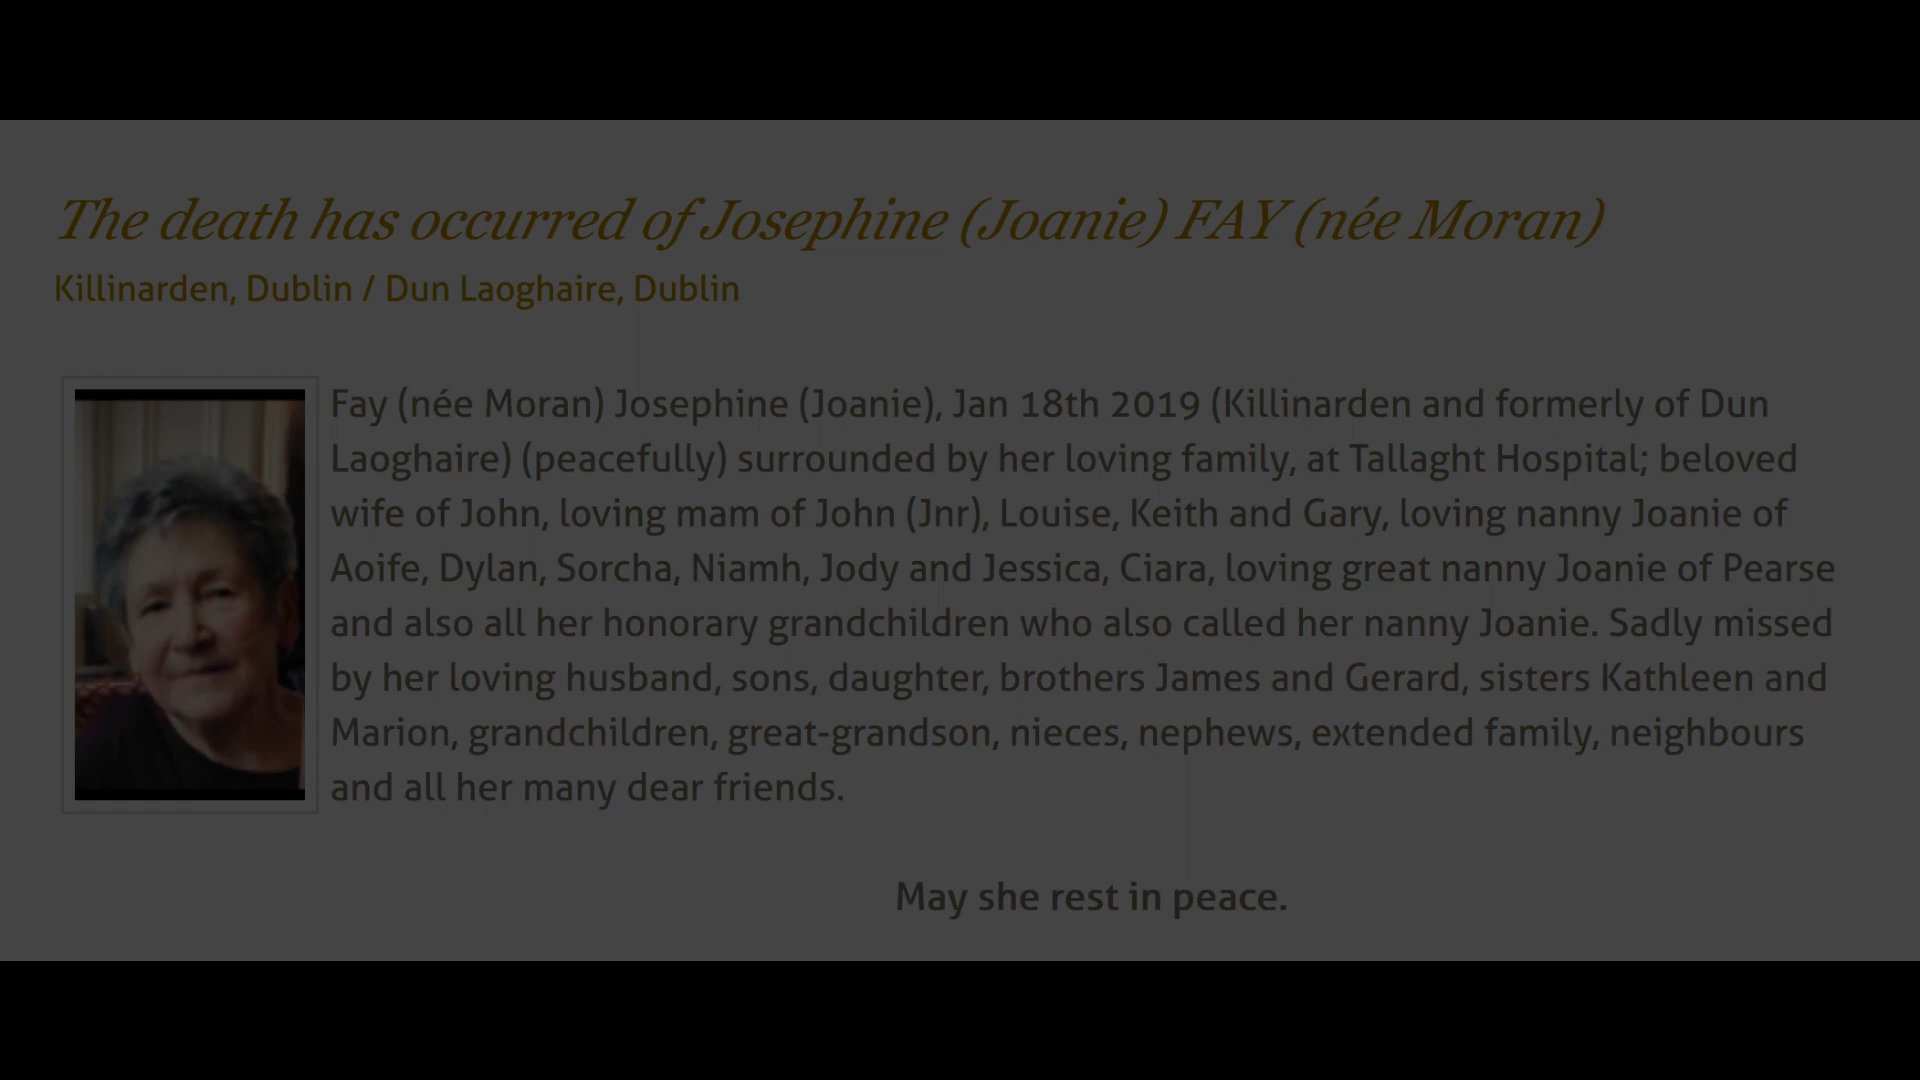 The death has occurred of Josephine (Joanie) FAY (née Moran)
Killinarden, Dublin / Dun Laoghaire, Dublin
Fay (née Moran) Josephine (Joanie), Jan 18th 2019 (Killinarden and formerly of Dun
Laoghaire) (peacefully) surrounded by her loving family, at Tallaght Hospital; beloved
wife of John, loving mam of John (Jnr), Louise, Keith and Gary, loving nanny Joanie of
Aoife, Dylan, Sorcha, Niamh, Jody and Jessica, Ciara, loving great nanny Joanie of Pearse
and also all her honorary grandchildren who also called her nanny Joanie. Sadly missed
by her loving husband, sons, daughter, brothers James and Gerard, sisters Kathleen and
Marion, grandchildren, great-grandson, nieces, nephews, extended family, neighbours
and all her many dear friends.
May she rest in peace.